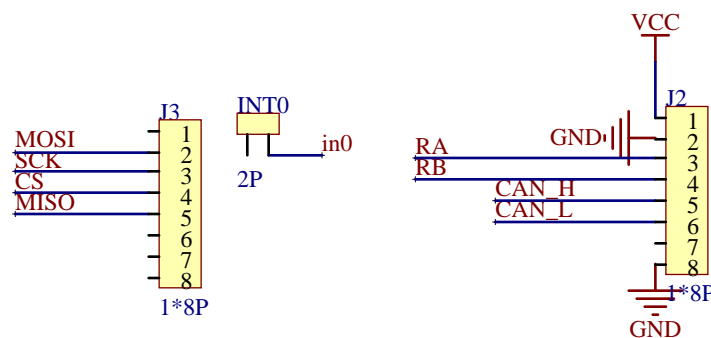 VCC
J3
INT0
J2
MOSI
1
in0
GND
1
2
SCK
2
RA
3
CS
3
2P
RB
4
MISO
4
CAN_H
5
5
CAN_L
6
6
7
7
8
8
1*8P
1*8P
GND